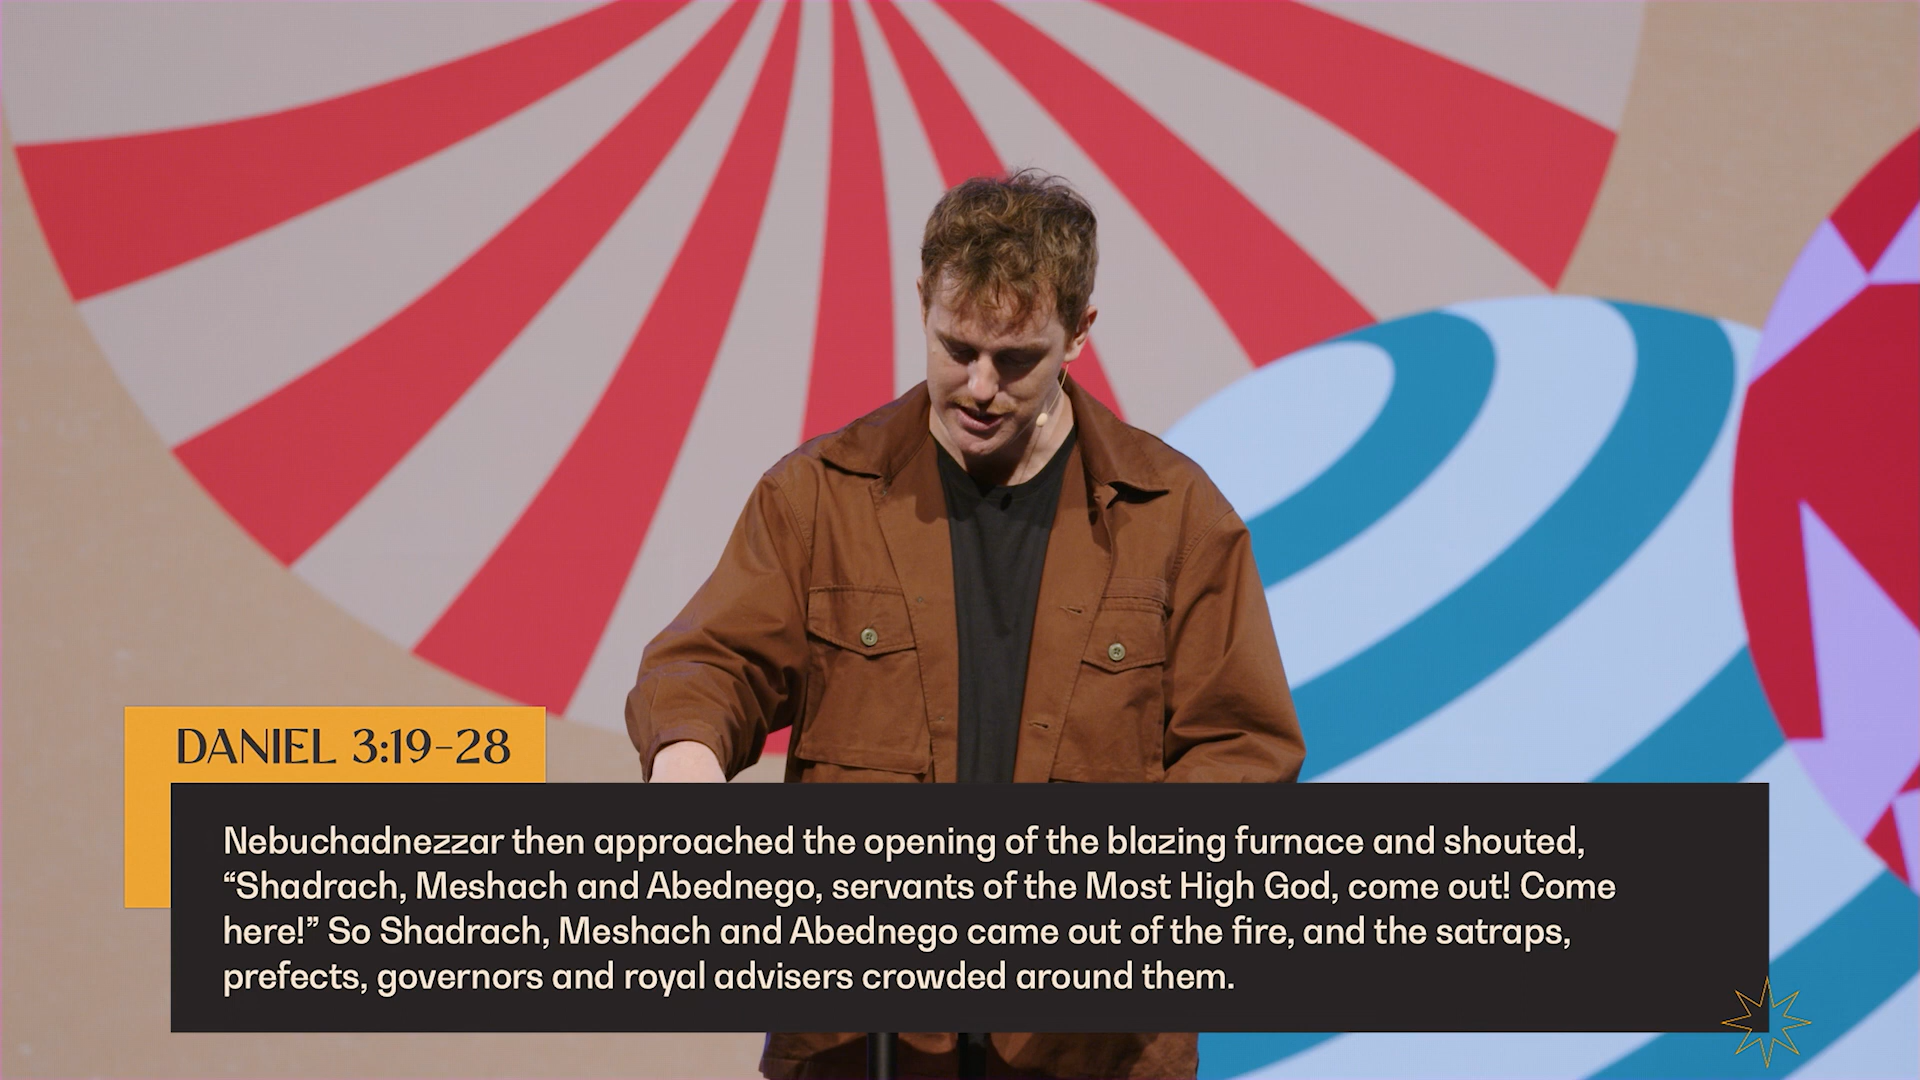 DANIEL 3:19-28
Nebuchadnezzar then approached the opening of the blazing furnace and shouted,
“Shadrach, Meshach and Abednego, servants of the Most High God, come out! Come
here!” So Shadrach, Meshach and Abednego came out of the fire, and the satraps,
prefects, governors and royal advisers crowded around them.